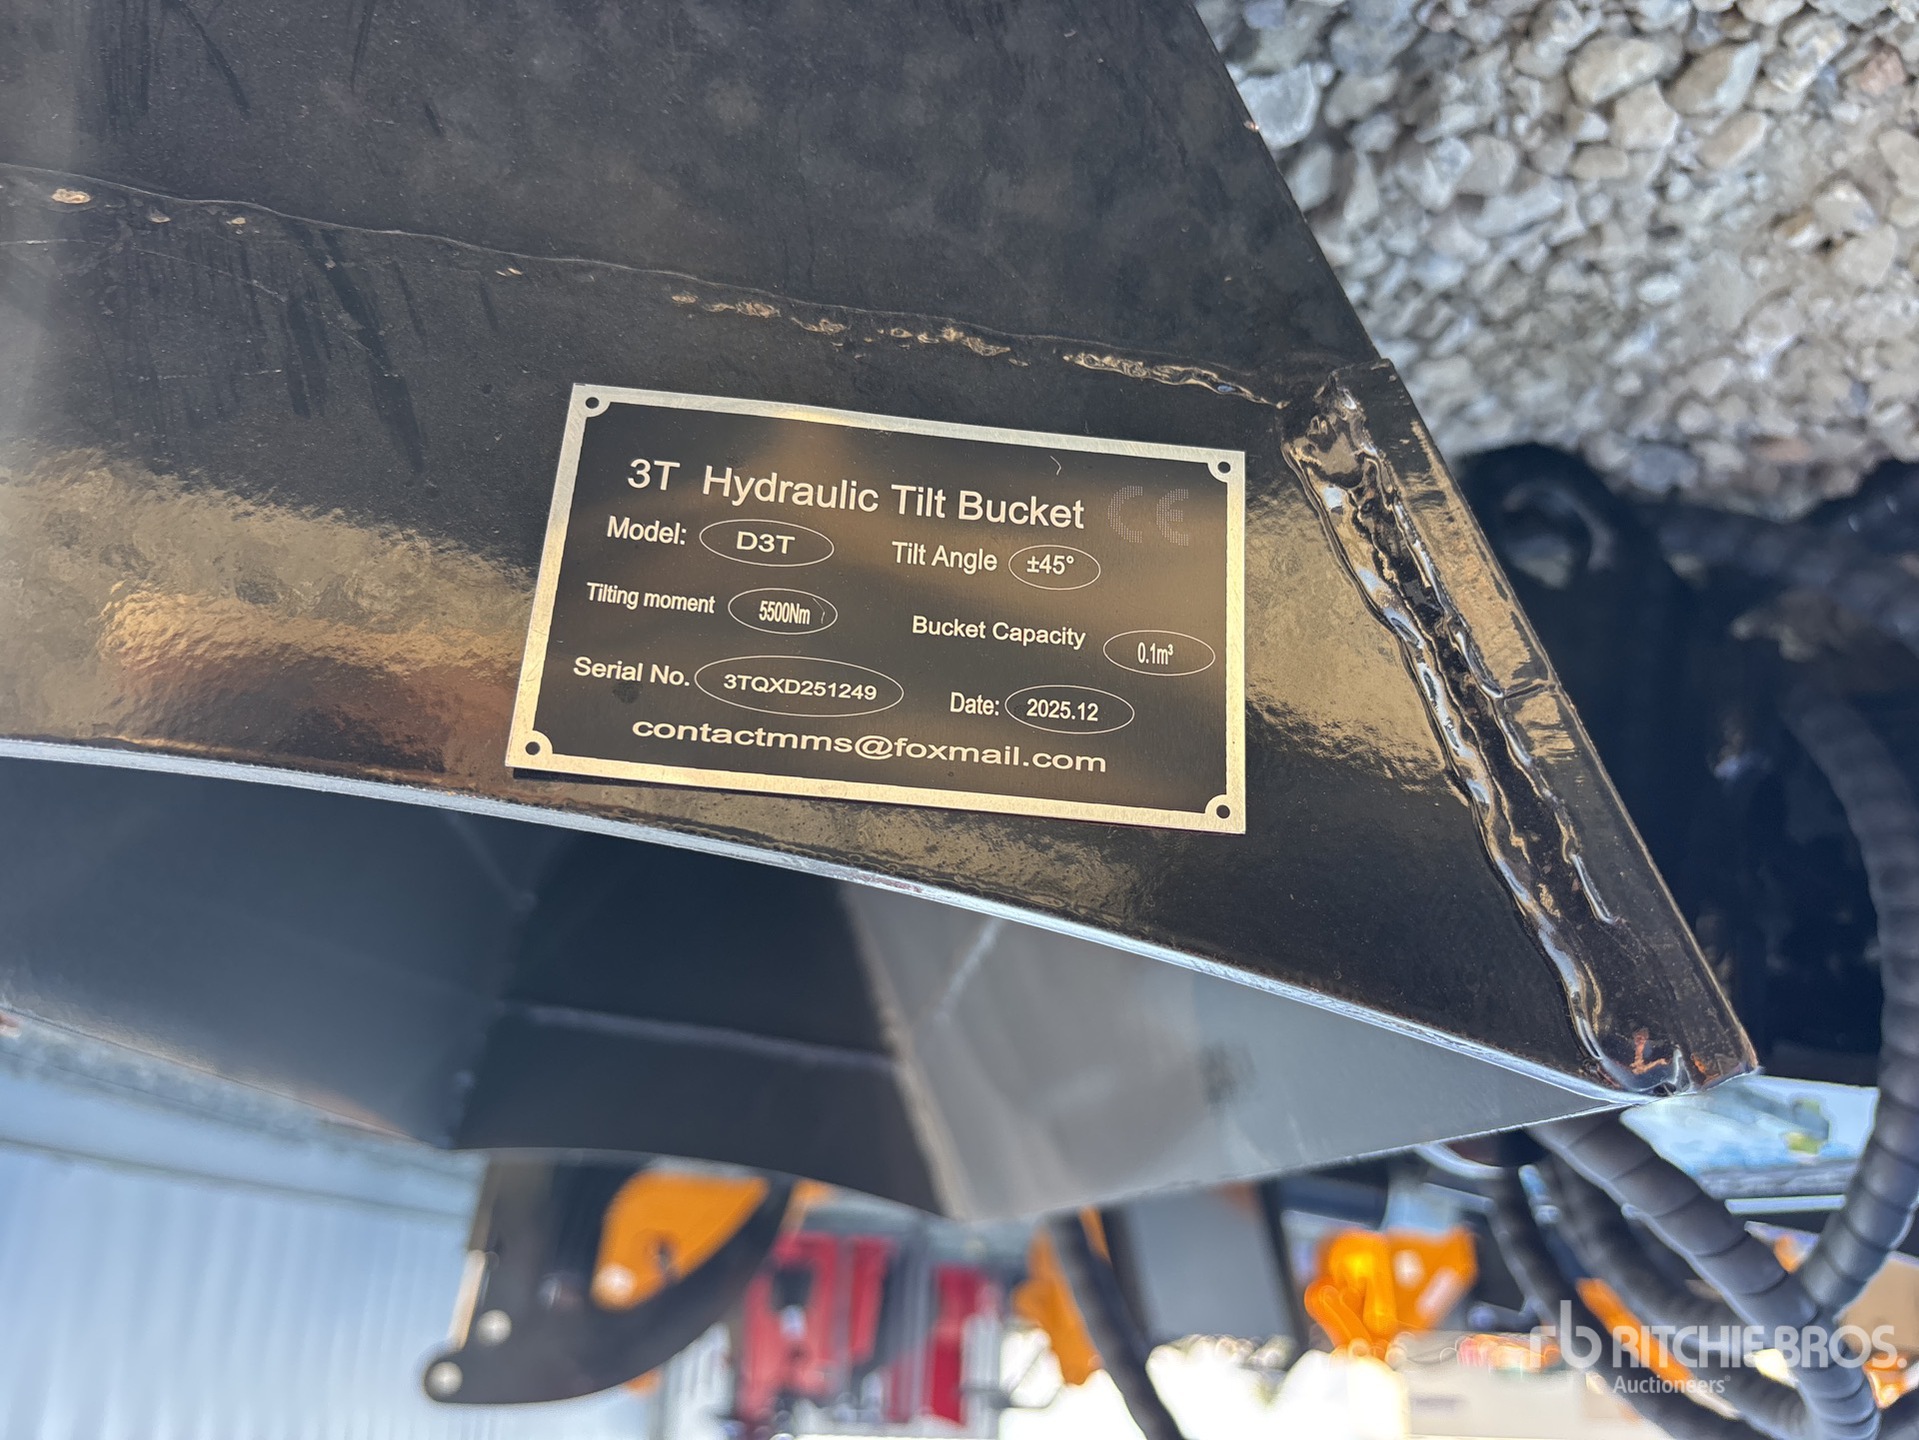 3T Hydraulic Tilt Bucket CE
Model: D3T Tilt Angle ±45°
Tilting moment 5500Nm Bucket Capacity 0.1m³
Serial No. 3TQXD251249 Date: 2025.12
contactmms@foxmail.com
rb RITCHIE BROS.
Auctioneers